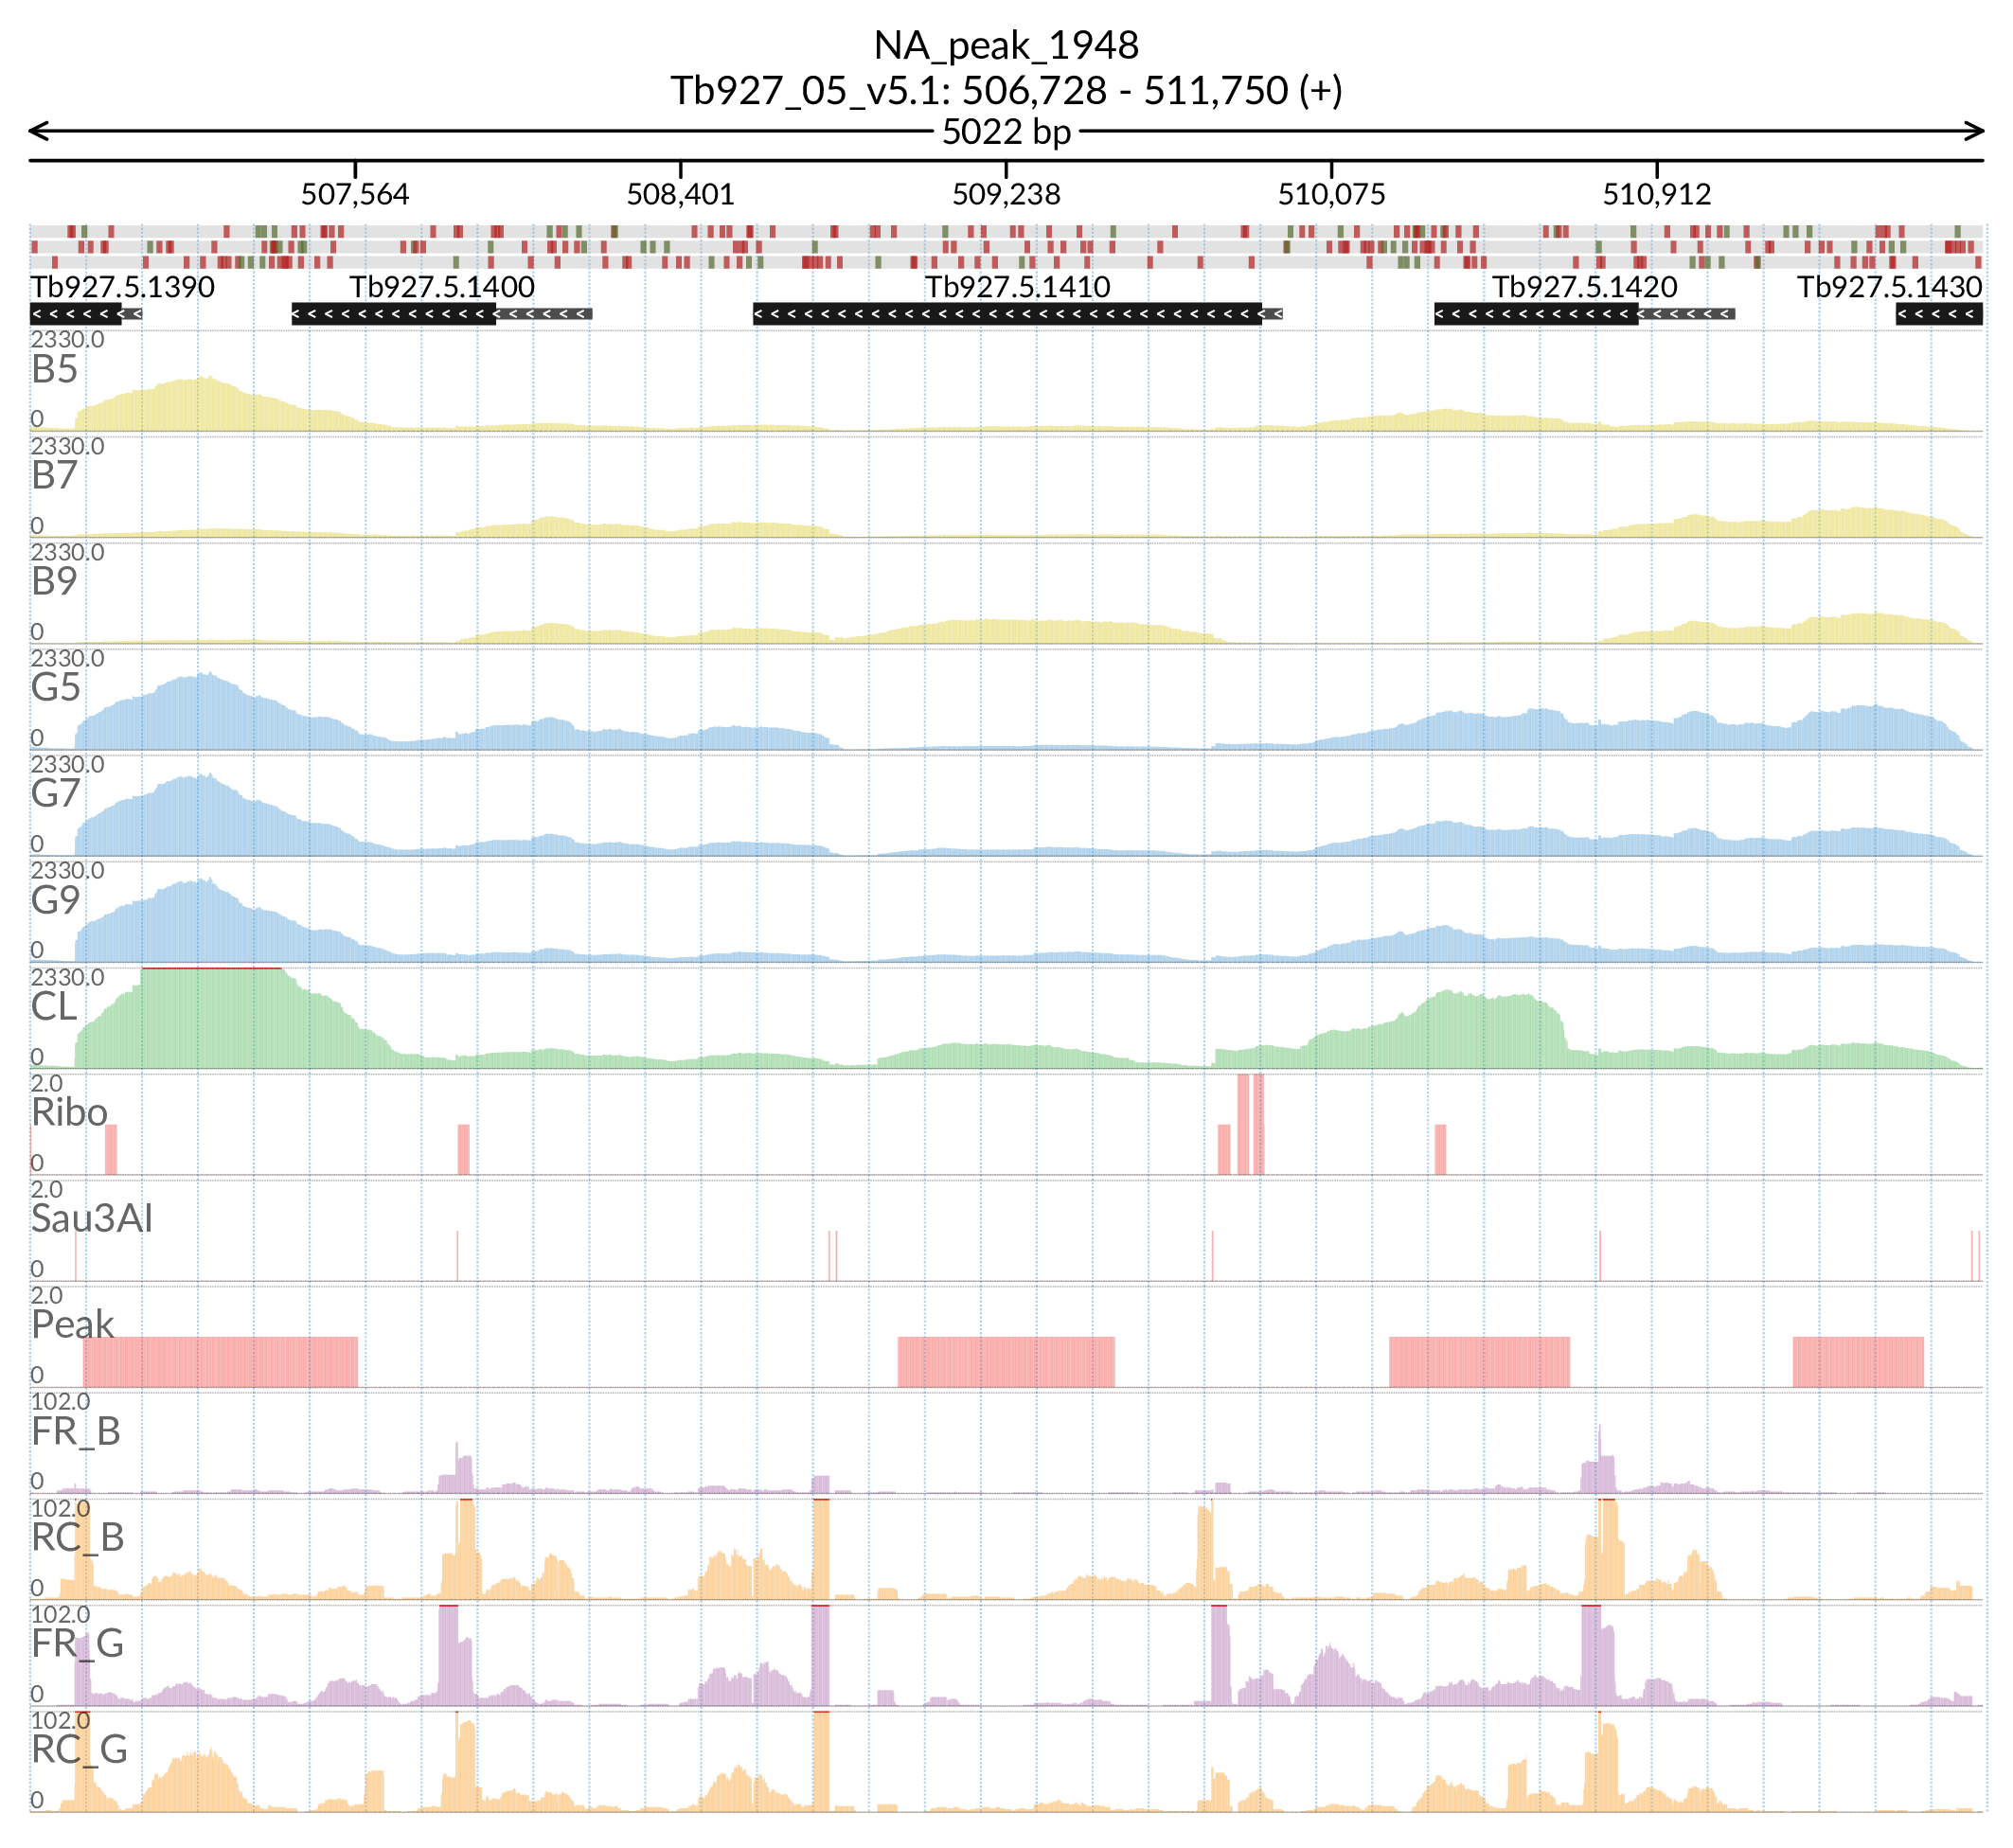 NA_peak_1948
Tb927_05_v5.1: 506,728 - 511,750 (+)
5022 bp
507,564 508,401 509,238 510,075 510,912
Tb927.5.1390 Tb927.5.1400 Tb927.5.1410 Tb927.5.1420 Tb927.5.1430
2330.0
B5
0
2330.0
B7
0
2330.0
B9
0
2330.0
G5
0
2330.0
G7
0
2330.0
G9
0
2330.0
CL
0
2.0
Ribo
0
2.0
Sau3AI
0
2.0
Peak
0
102.0
FR_B
0
102.0
RC_B
0
102.0
FR_G
0
102.0
RC_G
0